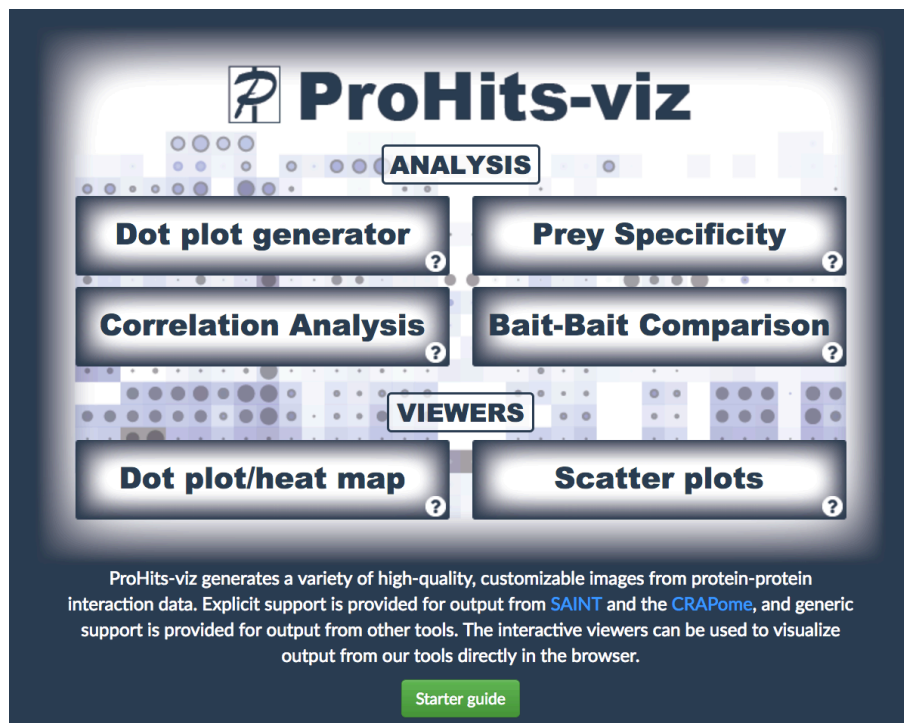 ProHits-viz
ANALYSIS
Dot plot generator
?
Prey Specificity
?
Correlation Analysis
?
Bait-Bait Comparison
?
VIEWERS
Dot plot/heat map
?
Scatter plots
?
ProHits-viz generates a variety of high-quality, customizable images from protein-protein
interaction data. Explicit support is provided for output from SAINT and the CRAPome, and generic
support is provided for output from other tools. The interactive viewers can be used to visualize
output from our tools directly in the browser.
Starter guide